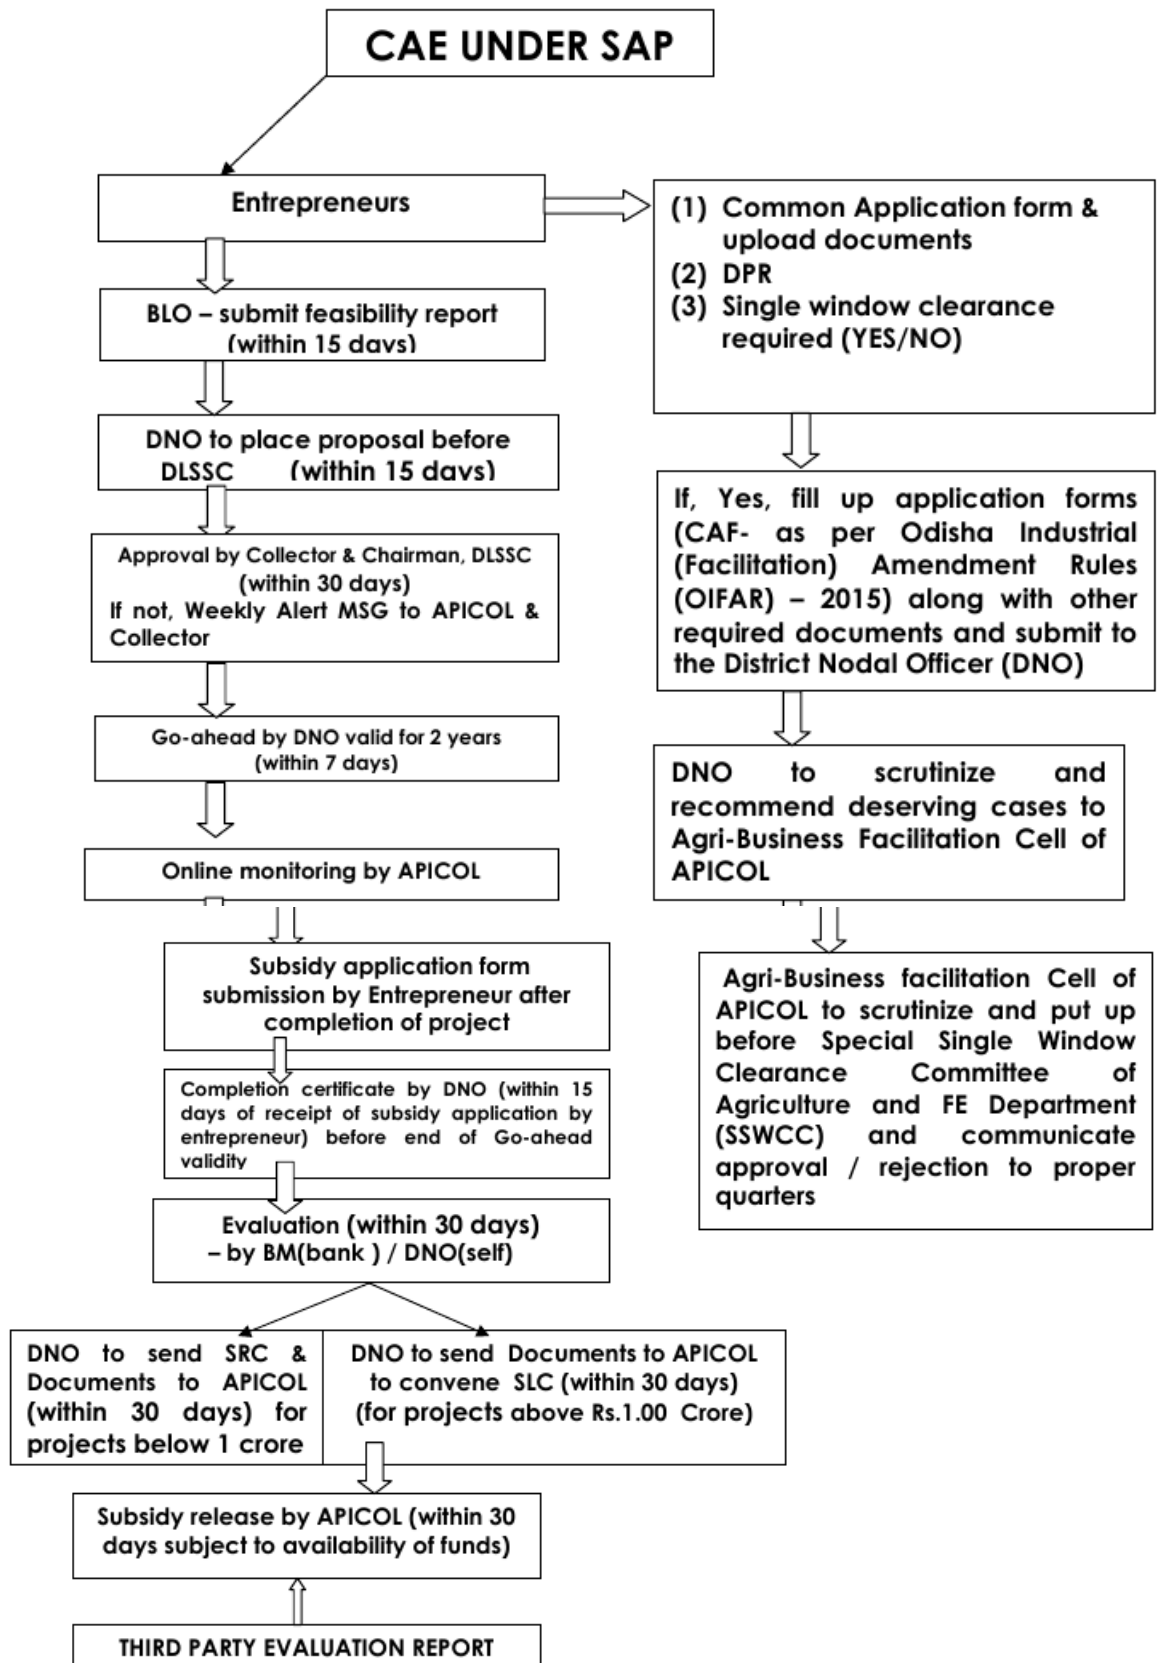 CAE UNDER SAP
Entrepreneurs
BLO – submit feasibility report
(within 15 days)
DNO to place proposal before
DLSSC (within 15 days)
Approval by Collector & Chairman, DLSSC
(within 30 days)
If not, Weekly Alert MSG to APICOL &
Collector
Go-ahead by DNO valid for 2 years
(within 7 days)
Online monitoring by APICOL
Subsidy application form
submission by Entrepreneur after
completion of project
Completion certificate by DNO (within 15
days of receipt of subsidy application by
entrepreneur) before end of Go-ahead
validity
Evaluation (within 30 days)
– by BM(bank ) / DNO(self)
DNO to send SRC &
Documents to APICOL
(within 30 days) for
projects below 1 crore
DNO to send Documents to APICOL
to convene SLC (within 30 days)
(for projects above Rs.1.00 Crore)
Subsidy release by APICOL (within 30
days subject to availability of funds)
THIRD PARTY EVALUATION REPORT
(1) Common Application form &
upload documents
(2) DPR
(3) Single window clearance
required (YES/NO)
If, Yes, fill up application forms
(CAF- as per Odisha Industrial
(Facilitation) Amendment Rules
(OIFAR) – 2015) along with other
required documents and submit to
the District Nodal Officer (DNO)
DNO to scrutinize and
recommend deserving cases to
Agri-Business Facilitation Cell of
APICOL
Agri-Business facilitation Cell of
APICOL to scrutinize and put up
before Special Single Window
Clearance Committee of
Agriculture and FE Department
(SSWCC) and communicate
approval / rejection to proper
quarters